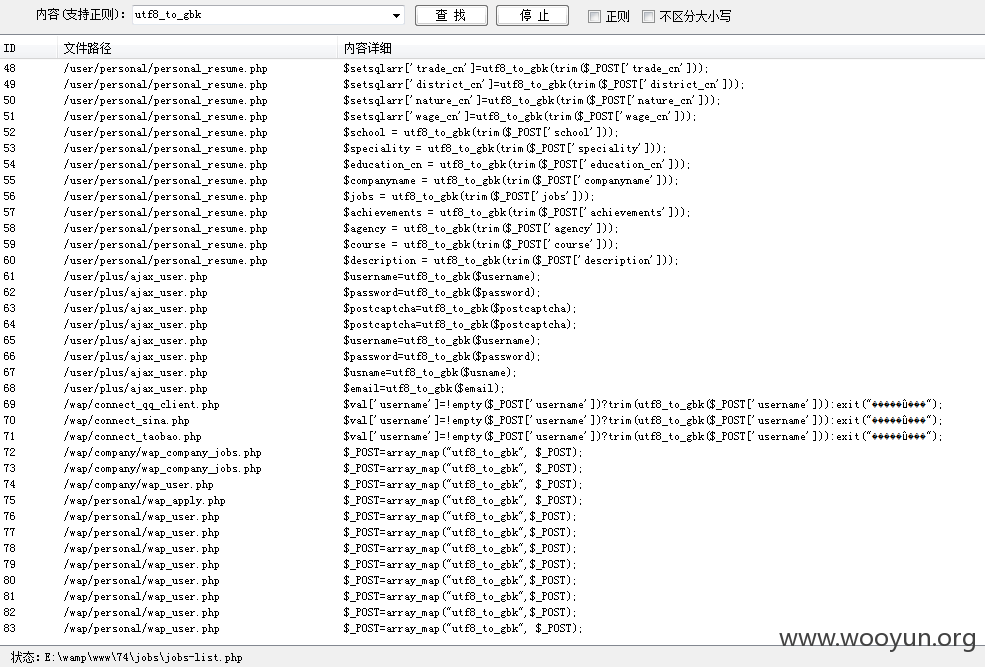 内容(支持正则): utf8_to_gbk 查 找 停 止 正则 不区分大小写
ID 文件路径 内容详细
48 /user/personal/personal_resume.php $setsqlarr['trade_cn']=utf8_to_gbk(trim($_POST['trade_cn']));
49 /user/personal/personal_resume.php $setsqlarr['district_cn']=utf8_to_gbk(trim($_POST['district_cn']));
50 /user/personal/personal_resume.php $setsqlarr['nature_cn']=utf8_to_gbk(trim($_POST['nature_cn']));
51 /user/personal/personal_resume.php $setsqlarr['wage_cn']=utf8_to_gbk(trim($_POST['wage_cn']));
52 /user/personal/personal_resume.php $school = utf8_to_gbk(trim($_POST['school']));
53 /user/personal/personal_resume.php $speciality = utf8_to_gbk(trim($_POST['speciality']));
54 /user/personal/personal_resume.php $education_cn = utf8_to_gbk(trim($_POST['education_cn']));
55 /user/personal/personal_resume.php $companyname = utf8_to_gbk(trim($_POST['companyname']));
56 /user/personal/personal_resume.php $jobs = utf8_to_gbk(trim($_POST['jobs']));
57 /user/personal/personal_resume.php $achievements = utf8_to_gbk(trim($_POST['achievements']));
58 /user/personal/personal_resume.php $agency = utf8_to_gbk(trim($_POST['agency']));
59 /user/personal/personal_resume.php $course = utf8_to_gbk(trim($_POST['course']));
60 /user/personal/personal_resume.php $description = utf8_to_gbk(trim($_POST['description']));
61 /user/plus/ajax_user.php $username=utf8_to_gbk($username);
62 /user/plus/ajax_user.php $password=utf8_to_gbk($password);
63 /user/plus/ajax_user.php $postcaptcha=utf8_to_gbk($postcaptcha);
64 /user/plus/ajax_user.php $postcaptcha=utf8_to_gbk($postcaptcha);
65 /user/plus/ajax_user.php $username=utf8_to_gbk($username);
66 /user/plus/ajax_user.php $password=utf8_to_gbk($password);
67 /user/plus/ajax_user.php $usname=utf8_to_gbk($usname);
68 /user/plus/ajax_user.php $email=utf8_to_gbk($email);
69 /wap/connect_qq_client.php $val['username']=!empty($_POST['username'])?trim(utf8_to_gbk($_POST['username'])):exit("�����û���");
70 /wap/connect_sina.php $val['username']=!empty($_POST['username'])?trim(utf8_to_gbk($_POST['username'])):exit("�����û���");
71 /wap/connect_taobao.php $val['username']=!empty($_POST['username'])?trim(utf8_to_gbk($_POST['username'])):exit("�����û���");
72 /wap/company/wap_company_jobs.php $_POST=array_map("utf8_to_gbk", $_POST);
73 /wap/company/wap_company_jobs.php $_POST=array_map("utf8_to_gbk", $_POST);
74 /wap/company/wap_user.php $_POST=array_map("utf8_to_gbk", $_POST);
75 /wap/personal/wap_apply.php $_POST=array_map("utf8_to_gbk", $_POST);
76 /wap/personal/wap_user.php $_POST=array_map("utf8_to_gbk",$_POST);
77 /wap/personal/wap_user.php $_POST=array_map("utf8_to_gbk",$_POST);
78 /wap/personal/wap_user.php $_POST=array_map("utf8_to_gbk",$_POST);
79 /wap/personal/wap_user.php $_POST=array_map("utf8_to_gbk",$_POST);
80 /wap/personal/wap_user.php $_POST=array_map("utf8_to_gbk",$_POST);
81 /wap/personal/wap_user.php $_POST=array_map("utf8_to_gbk",$_POST);
82 /wap/personal/wap_user.php $_POST=array_map("utf8_to_gbk",$_POST);
83 /wap/personal/wap_user.php $_POST=array_map("utf8_to_gbk", $_POST);
www.wooyun.org
状态: E:\wamp\www\74\jobs\jobs-list.php